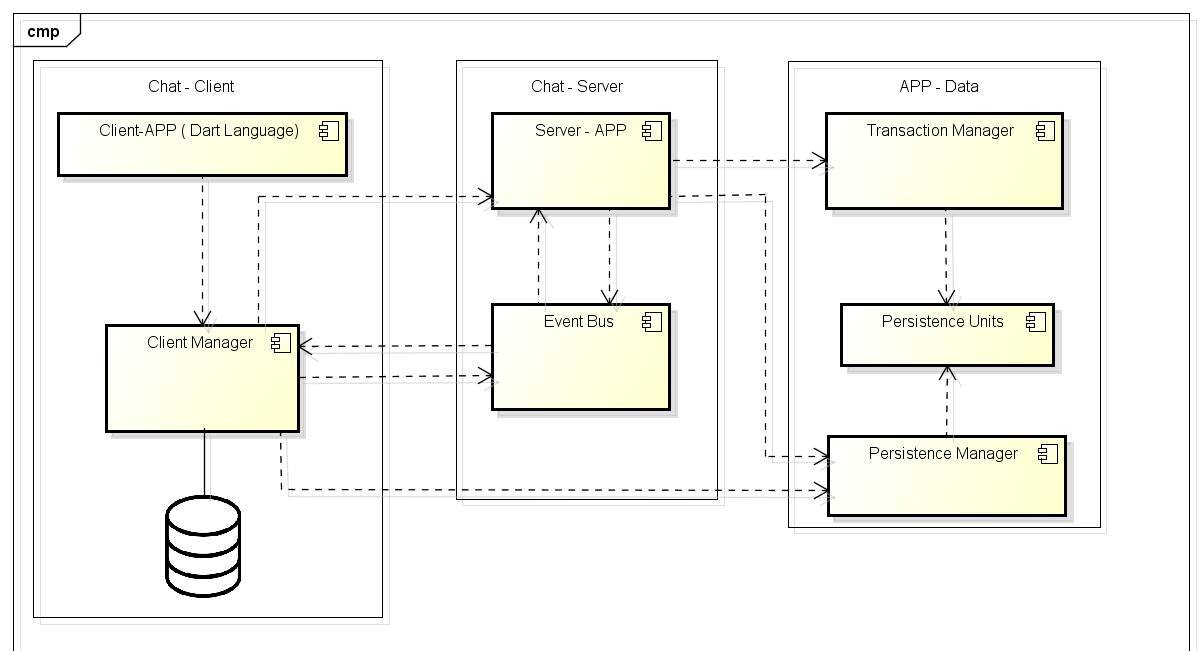 cmp
Chat - Client
Client-APP ( Dart Language)
Client Manager
Chat - Server
Server - APP
Event Bus
APP - Data
Transaction Manager
Persistence Units
Persistence Manager